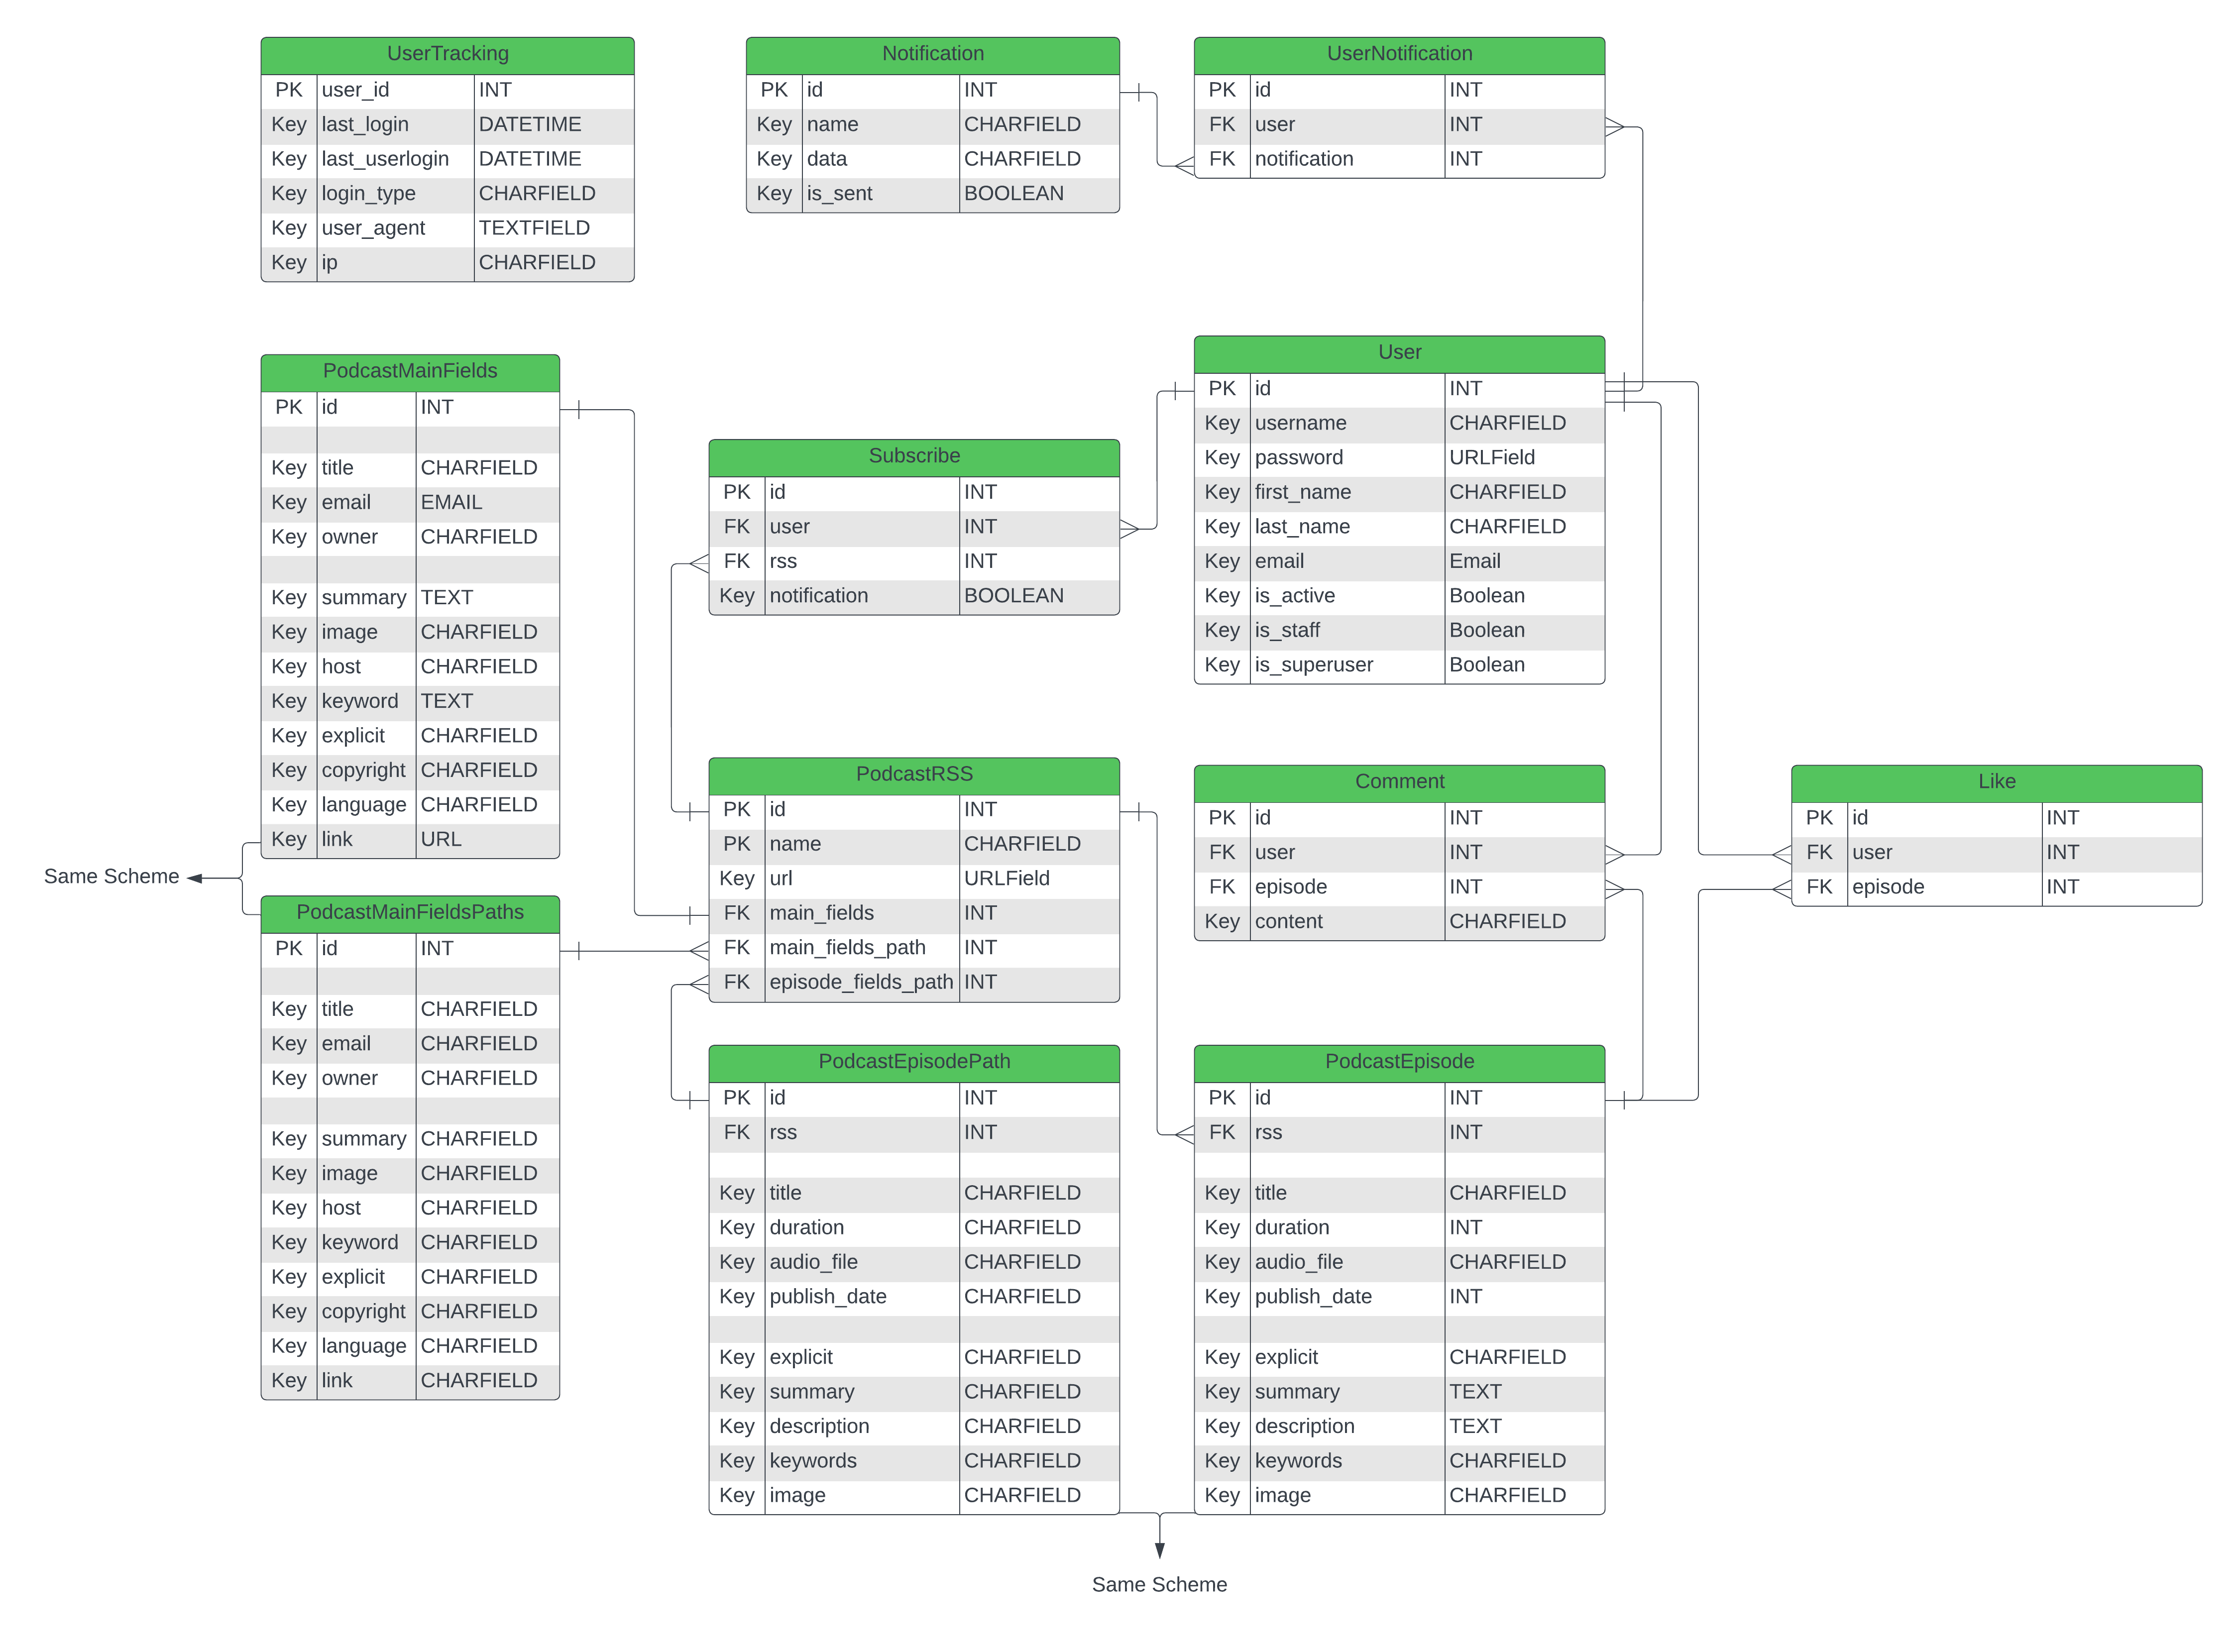 UserTracking
PK user_id INT
Key last_login DATETIME
Key last_userlogin DATETIME
Key login_type CHARFIELD
Key user_agent TEXTFIELD
Key ip CHARFIELD
Notification
PK id INT
Key name CHARFIELD
Key data CHARFIELD
Key is_sent BOOLEAN
UserNotification
PK id INT
FK user INT
FK notification INT
PodcastMainFields
PK id INT
Key title CHARFIELD
Key email EMAIL
Key owner CHARFIELD
Key summary TEXT
Key image CHARFIELD
Key host CHARFIELD
Key keyword TEXT
Key explicit CHARFIELD
Key copyright CHARFIELD
Key language CHARFIELD
Key link URL
Subscribe
PK id INT
FK user INT
FK rss INT
Key notification BOOLEAN
User
PK id INT
Key username CHARFIELD
Key password URLField
Key first_name CHARFIELD
Key last_name CHARFIELD
Key email Email
Key is_active Boolean
Key is_staff Boolean
Key is_superuser Boolean
Same Scheme
PodcastMainFieldsPaths
PK id INT
Key title CHARFIELD
Key email CHARFIELD
Key owner CHARFIELD
Key summary CHARFIELD
Key image CHARFIELD
Key host CHARFIELD
Key keyword CHARFIELD
Key explicit CHARFIELD
Key copyright CHARFIELD
Key language CHARFIELD
Key link CHARFIELD
PodcastRSS
PK id INT
PK name CHARFIELD
Key url URLField
FK main_fields INT
FK main_fields_path INT
FK episode_fields_path INT
Comment
PK id INT
FK user INT
FK episode INT
Key content CHARFIELD
Like
PK id INT
FK user INT
FK episode INT
PodcastEpisodePath
PK id INT
FK rss INT
Key title CHARFIELD
Key duration CHARFIELD
Key audio_file CHARFIELD
Key publish_date CHARFIELD
Key explicit CHARFIELD
Key summary CHARFIELD
Key description CHARFIELD
Key keywords CHARFIELD
Key image CHARFIELD
PodcastEpisode
PK id INT
FK rss INT
Key title CHARFIELD
Key duration INT
Key audio_file CHARFIELD
Key publish_date INT
Key explicit CHARFIELD
Key summary TEXT
Key description TEXT
Key keywords CHARFIELD
Key image CHARFIELD
Same Scheme